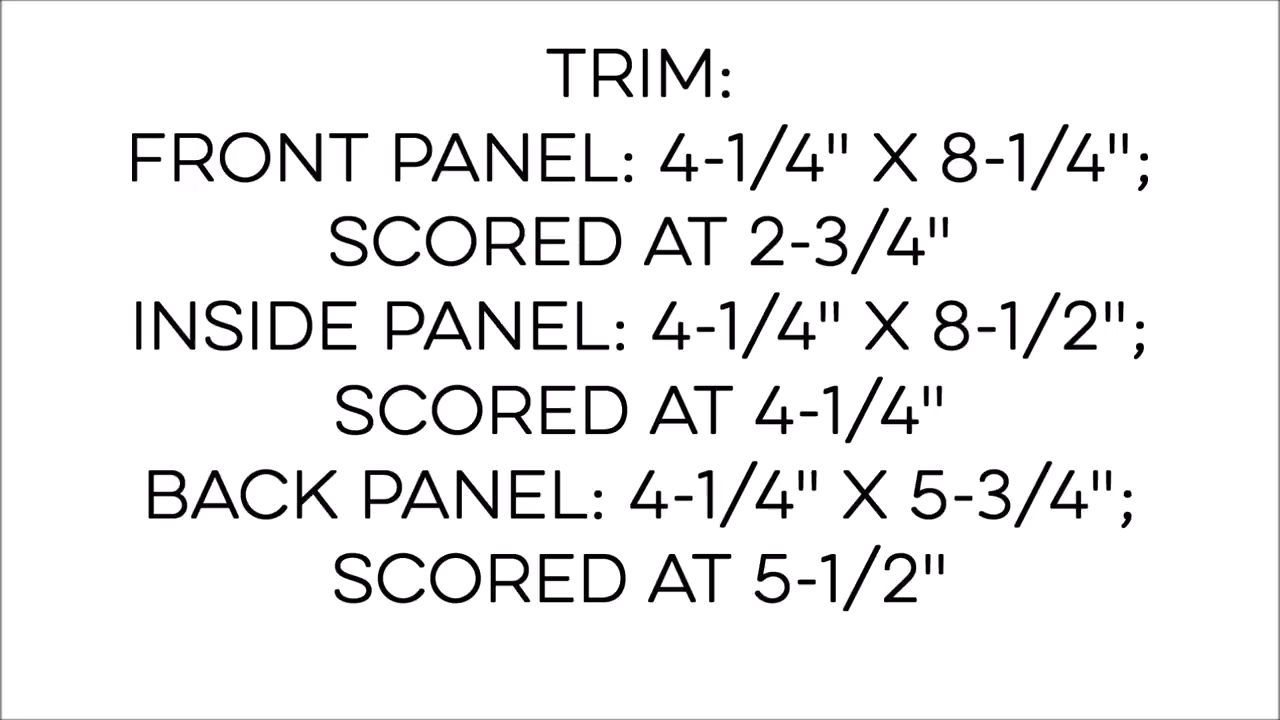 TRIM:
FRONT PANEL: 4-1/4" X 8-1/4";
SCORED AT 2-3/4"
INSIDE PANEL: 4-1/4" X 8-1/2";
SCORED AT 4-1/4"
BACK PANEL: 4-1/4" X 5-3/4";
SCORED AT 5-1/2"